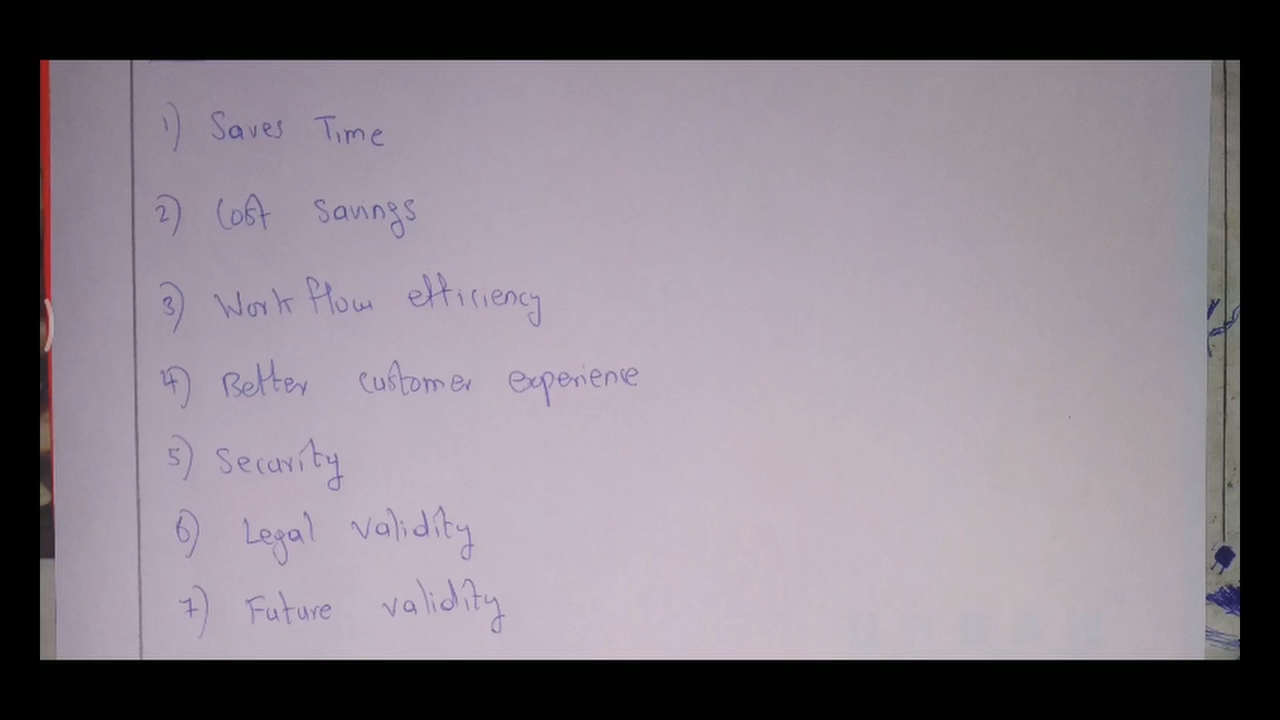 1) Saves Time
2) Cost Savings
3) Work flow efficiency
4) Better customer experience
5) Security
6) Legal validity
7) Future validity